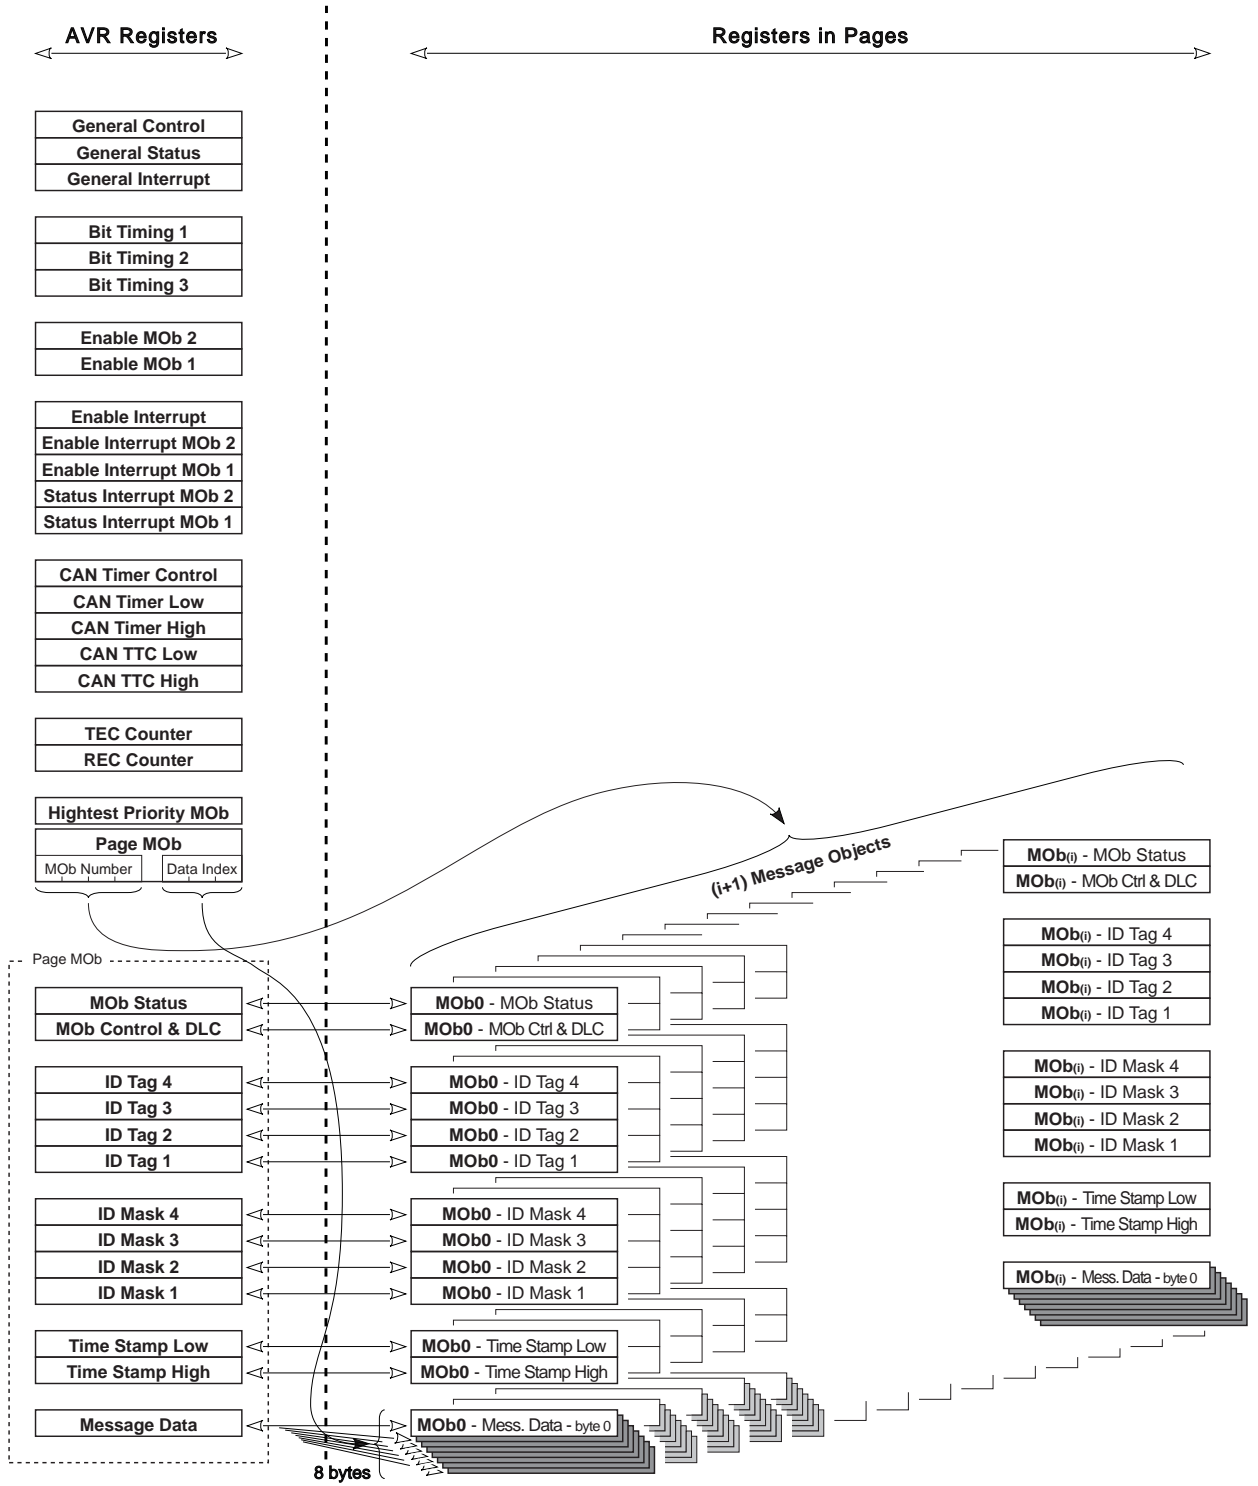 AVR Registers
Registers in Pages
General Control
General Status
General Interrupt
Bit Timing 1
Bit Timing 2
Bit Timing 3
Enable MOb 2
Enable MOb 1
Enable Interrupt
Enable Interrupt MOb 2
Enable Interrupt MOb 1
Status Interrupt MOb 2
Status Interrupt MOb 1
CAN Timer Control
CAN Timer Low
CAN Timer High
CAN TTC Low
CAN TTC High
TEC Counter
REC Counter
Hightest Priority MOb
Page MOb
MOb Number
Data Index
Page MOb
MOb Status
MOb Control & DLC
ID Tag 4
ID Tag 3
ID Tag 2
ID Tag 1
ID Mask 4
ID Mask 3
ID Mask 2
ID Mask 1
Time Stamp Low
Time Stamp High
Message Data
8 bytes
MOb0 - MOb Status
MOb0 - MOb Ctrl & DLC
MOb0 - ID Tag 4
MOb0 - ID Tag 3
MOb0 - ID Tag 2
MOb0 - ID Tag 1
MOb0 - ID Mask 4
MOb0 - ID Mask 3
MOb0 - ID Mask 2
MOb0 - ID Mask 1
MOb0 - Time Stamp Low
MOb0 - Time Stamp High
MOb0 - Mess. Data - byte 0
(i+1) Message Objects
MOb(i) - MOb Status
MOb(i) - MOb Ctrl & DLC
MOb(i) - ID Tag 4
MOb(i) - ID Tag 3
MOb(i) - ID Tag 2
MOb(i) - ID Tag 1
MOb(i) - ID Mask 4
MOb(i) - ID Mask 3
MOb(i) - ID Mask 2
MOb(i) - ID Mask 1
MOb(i) - Time Stamp Low
MOb(i) - Time Stamp High
MOb(i) - Mess. Data - byte 0